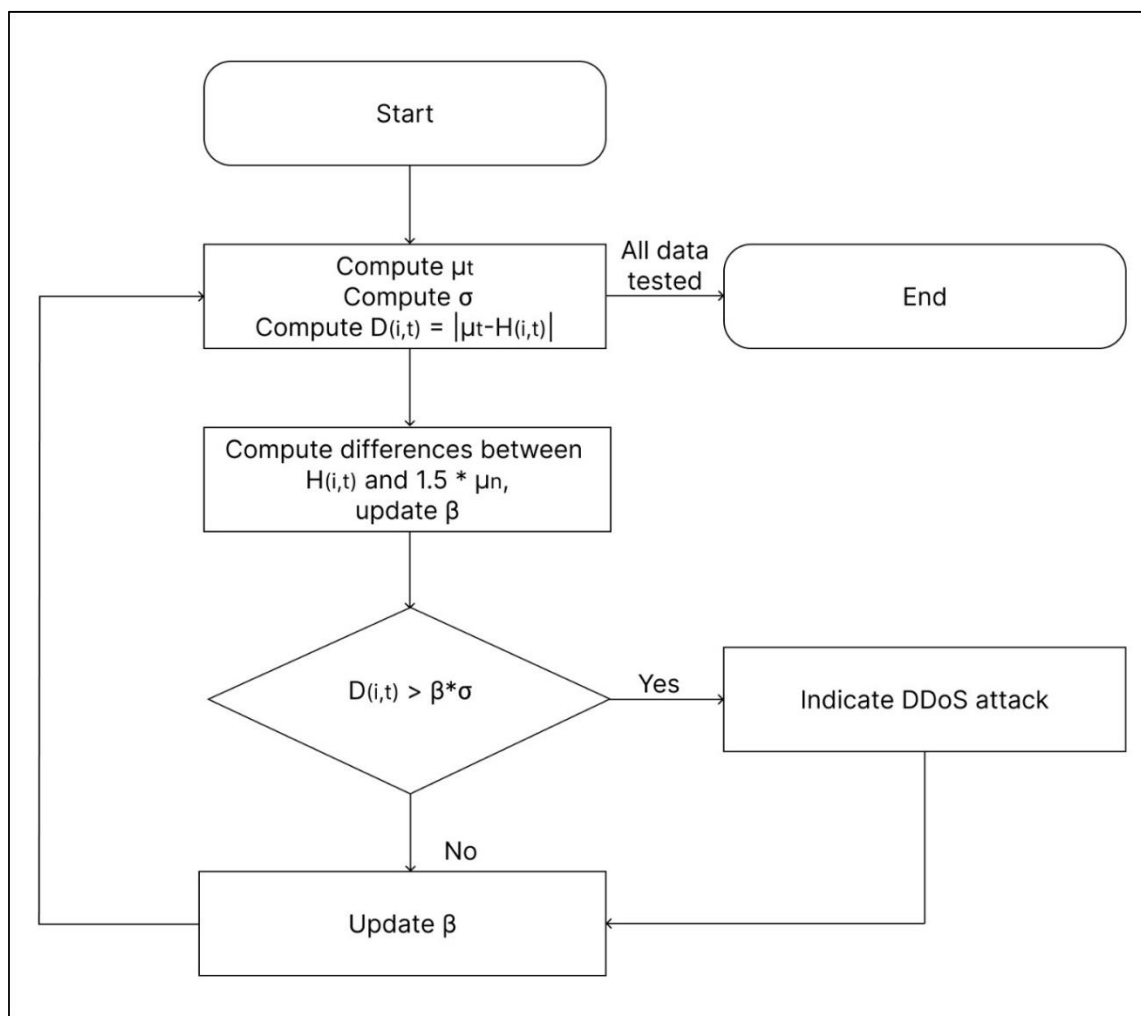 Start
Compute μt
Compute σ
Compute D(i,t) = |μt-H(i,t)|
All data
tested
End
Compute differences between
H(i,t) and 1.5 * μn,
update β
D(i,t) > β*σ
Yes
Indicate DDoS attack
No
Update β